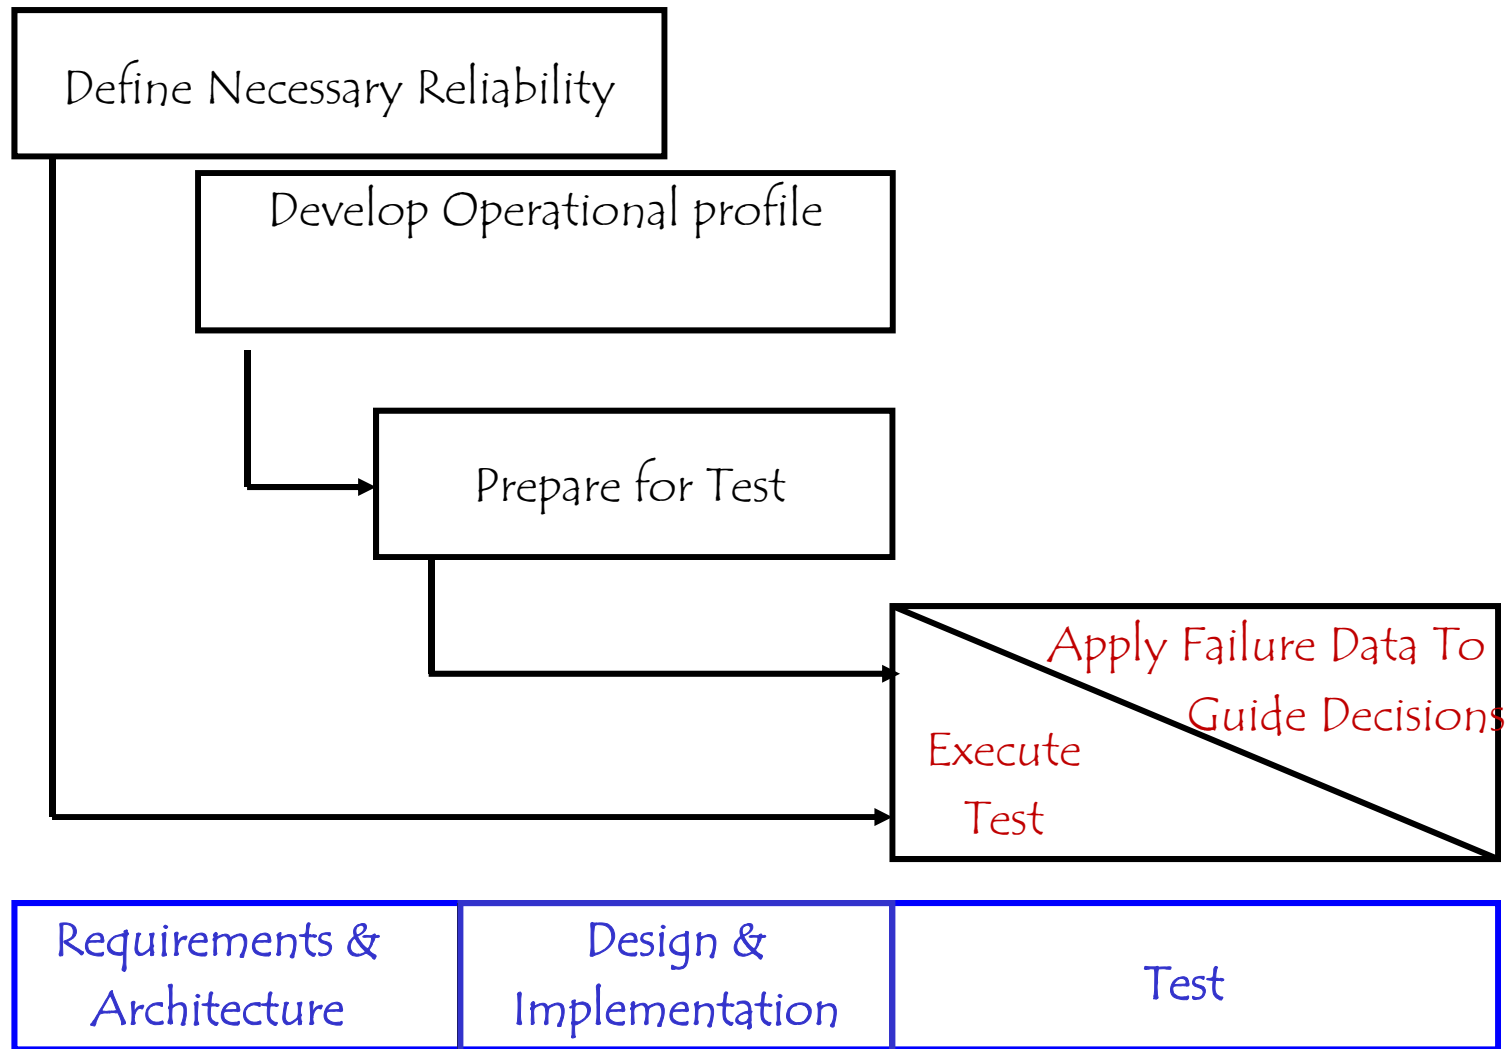 Define Necessary Reliability
Develop Operational profile
Prepare for Test
Apply Failure Data To
Guide Decisions
Execute
Test
Requirements &
Architecture
Design &
Implementation
Test